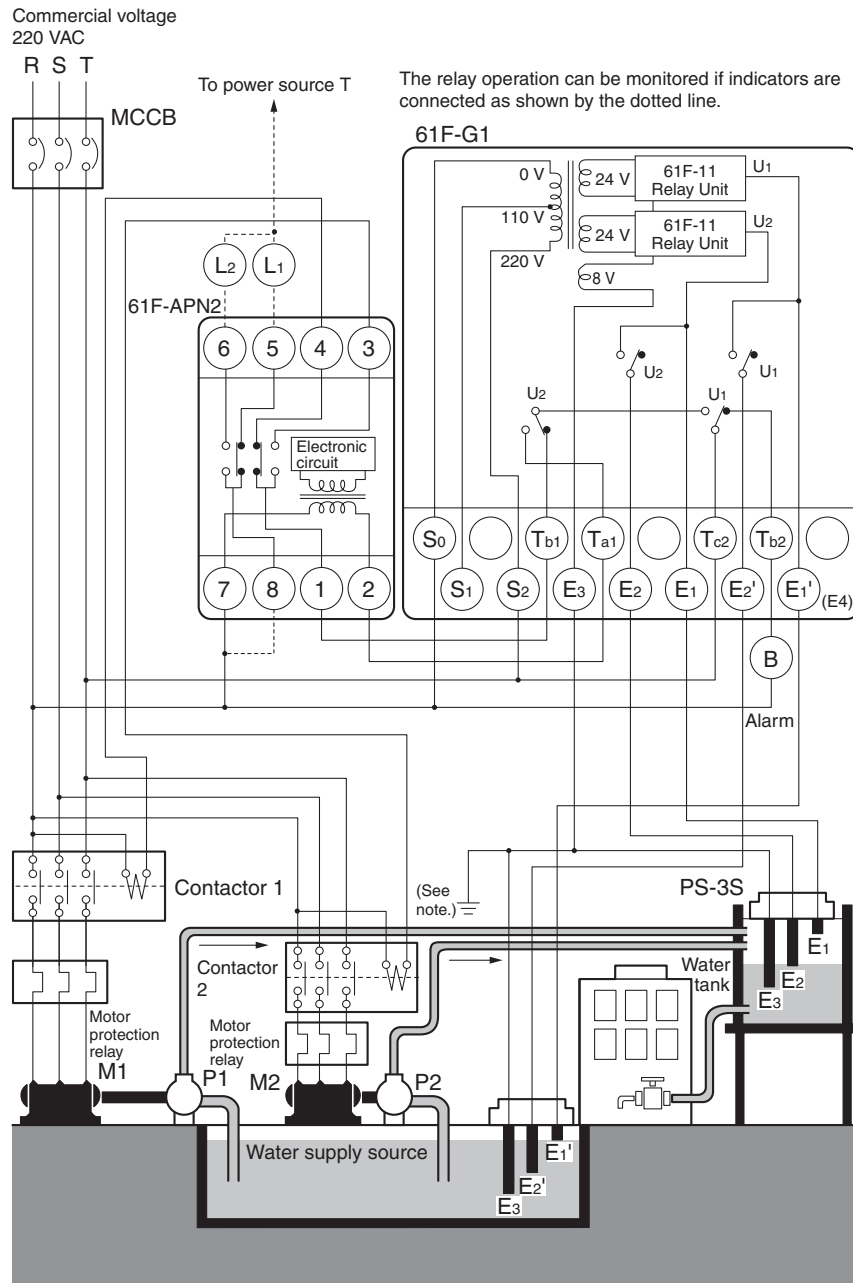 Commercial voltage
220 VAC
R S T
MCCB
To power source T
The relay operation can be monitored if indicators are
connected as shown by the dotted line.
61F-G1
0 V
110 V
220 V
24 V
24 V
8 V
61F-11
Relay Unit
U1
61F-11
Relay Unit
U2
L2 L1
61F-APN2
6 5 4 3
Electronic
circuit
7 8 1 2
U2
U1
U2
U1
S0 Tb1 Ta1 Tc2 Tb2
S1 S2 E3 E2 E1 E2' E1' (E4)
B
Alarm
Contactor 1
(See
note.)
PS-3S
Contactor
2
Water
tank
E1
E2
E3
Motor
protection
relay
Motor
protection
relay
M1 P1 M2 P2
Water supply source
E1'
E2'
E3